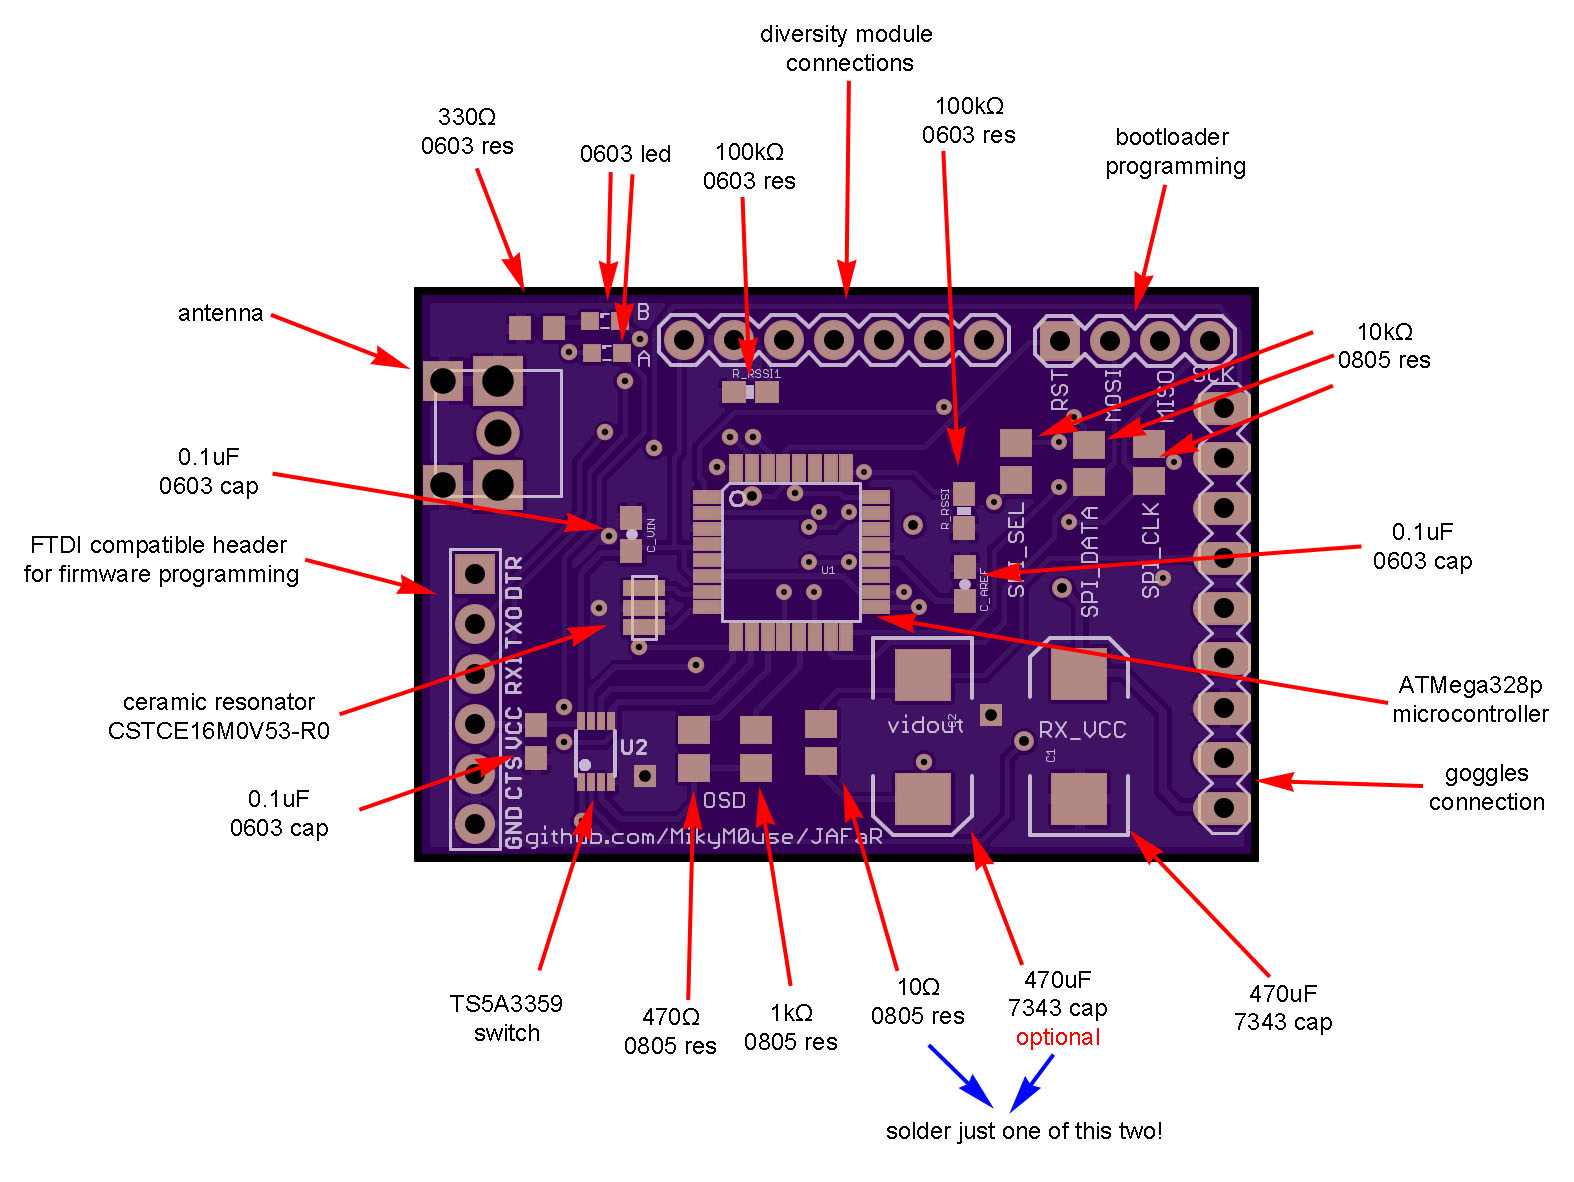 diversity module
connections
330Ω
0603 res
0603 led
100kΩ
0603 res
100kΩ
0603 res
bootloader
programming
antenna
10kΩ
0805 res
B
A
R_RSSI1
RST
MOSI
MISO
SCK
0.1uF
0603 cap
C_VIN
R_RSSI
SPI_SEL
SPI_DATA
SPI_CLK
FTDI compatible header
for firmware programming
0.1uF
0603 cap
U1
C_AREF
DTR
TXO
RXI
VCC
CTS
GND
ceramic resonator
CSTCE16M0V53-R0
ATMega328p
microcontroller
U2
vidout
C2
RX_VCC
C1
0.1uF
0603 cap
goggles
connection
OSD
github.com/MikyM0use/JAFaR
TS5A3359
switch
470Ω
0805 res
1kΩ
0805 res
10Ω
0805 res
470uF
7343 cap
optional
470uF
7343 cap
solder just one of this two!